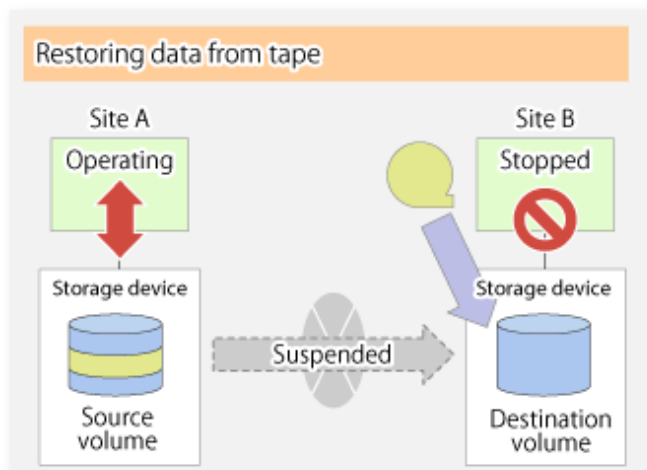 Restoring data from tape
Site A
Operating
Storage device
Source
volume
Suspended
Site B
Stopped
Storage device
Destination
volume